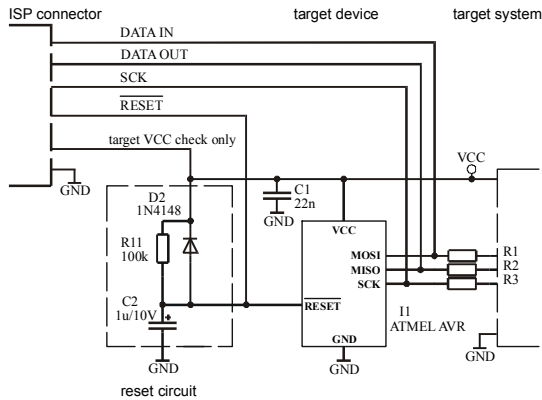 ISP connector
target device
target system
DATA IN
DATA OUT
SCK
RESET
target VCC check only
GND
VCC
D2
1N4148
C1
22n
GND
R11
100k
VCC
MOSI
MISO
SCK
R1
R2
R3
C2
1u/10V
+
RESET
I1
ATMEL AVR
GND
GND
GND
GND
reset circuit